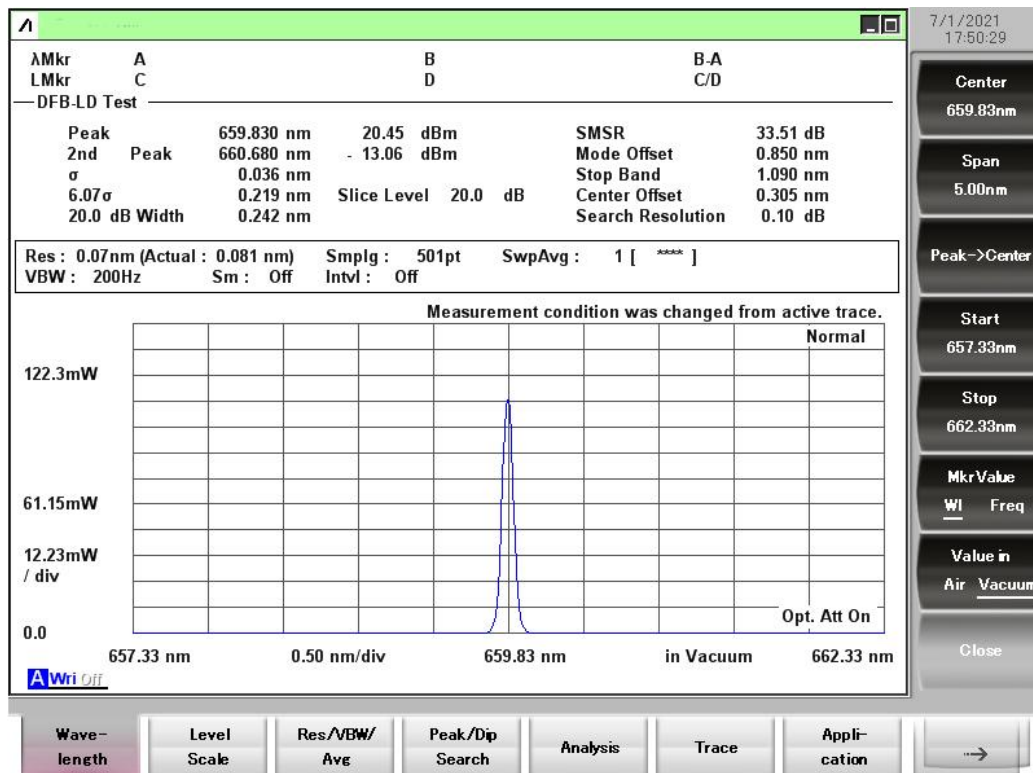 7/1/2021
17:50:29
λMkr A B B-A
LMkr C D C/D
DFB-LD Test
Peak 659.830 nm 20.45 dBm SMSR 33.51 dB
2nd Peak 660.680 nm - 13.06 dBm Mode Offset 0.850 nm
σ 0.036 nm Stop Band 1.090 nm
6.07σ 0.219 nm Slice Level 20.0 dB Center Offset 0.305 nm
20.0 dB Width 0.242 nm Search Resolution 0.10 dB
Res : 0.07nm (Actual : 0.081 nm) Smplg : 501pt SwpAvg : 1 [ **** ]
VBW : 200Hz Sm : Off Intvl : Off
Measurement condition was changed from active trace.
Normal
122.3mW
61.15mW
12.23mW
/ div
0.0
Opt. Att On
657.33 nm 0.50 nm/div 659.83 nm in Vacuum 662.33 nm
A Wri Off
Center
659.83nm
Span
5.00nm
Peak->Center
Start
657.33nm
Stop
662.33nm
MkrValue
Wl Freq
Value in
Air Vacuum
Close
Wave-
length
Level
Scale
Res/VBW/
Avg
Peak/Dip
Search
Analysis
Trace
Appli-
cation